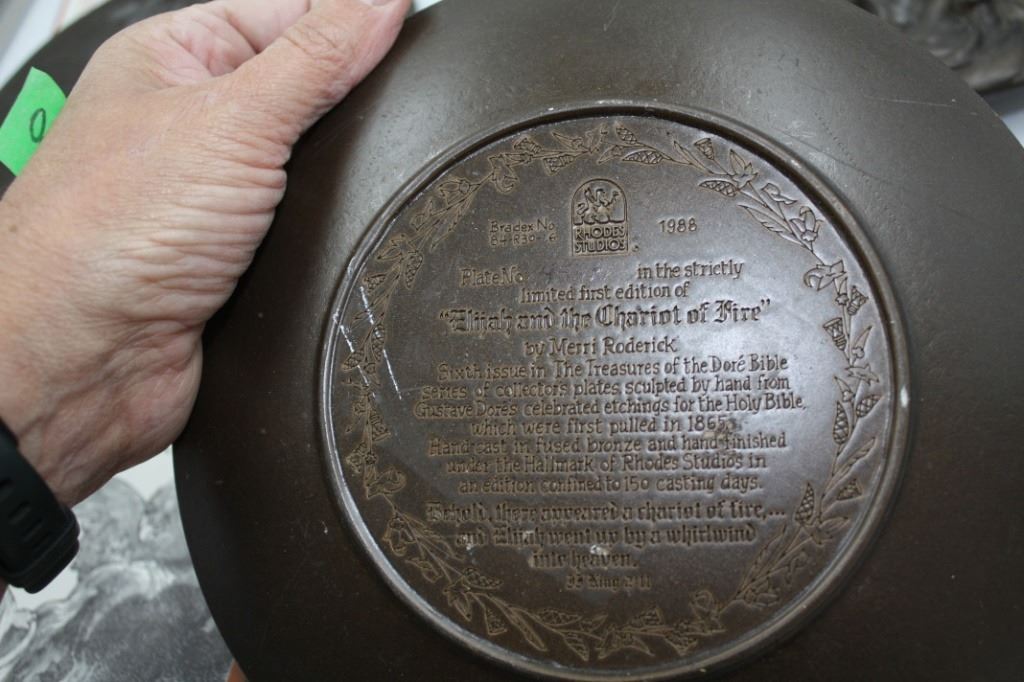 0
Bradex No.
84-R30-
RHODES
STUDIOS
1988
Plate No. in the strictly
limited first edition of
"Elijah and the Chariot of Fire"
by Merri Roderick
Sixth issue in The Treasures of the Doré Bible
series of collectors plates sculpted by hand from
Gustave Doré's celebrated etchings for the Holy Bible,
which were first pulled in 1865.
Hand-cast in fused bronze and hand-finished
under the Hallmark of Rhodes Studios in
an edition confined to 150 casting days.
Behold, there appeared a chariot of fire,...
and Elijah went up by a whirlwind
into heaven.